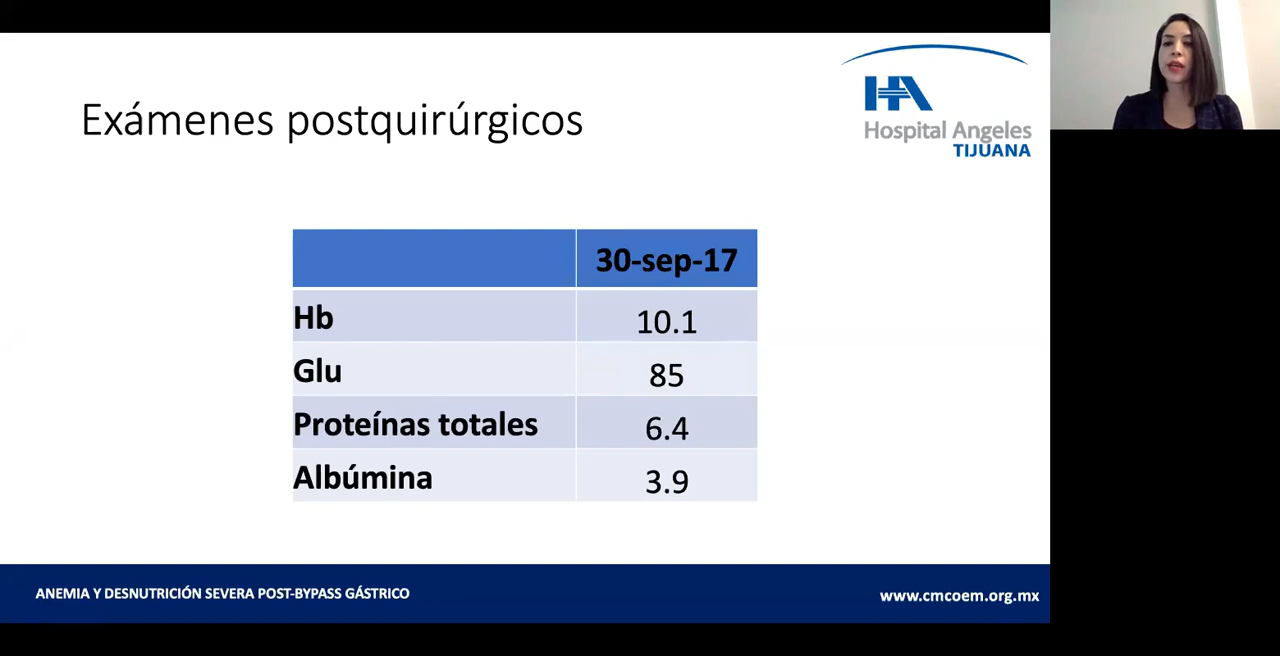 HA
Hospital Angeles
TIJUANA
Exámenes postquirúrgicos
30-sep-17
Hb 10.1
Glu 85
Proteínas totales 6.4
Albúmina 3.9
ANEMIA Y DESNUTRICIÓN SEVERA POST-BYPASS GÁSTRICO
www.cmcoem.org.mx